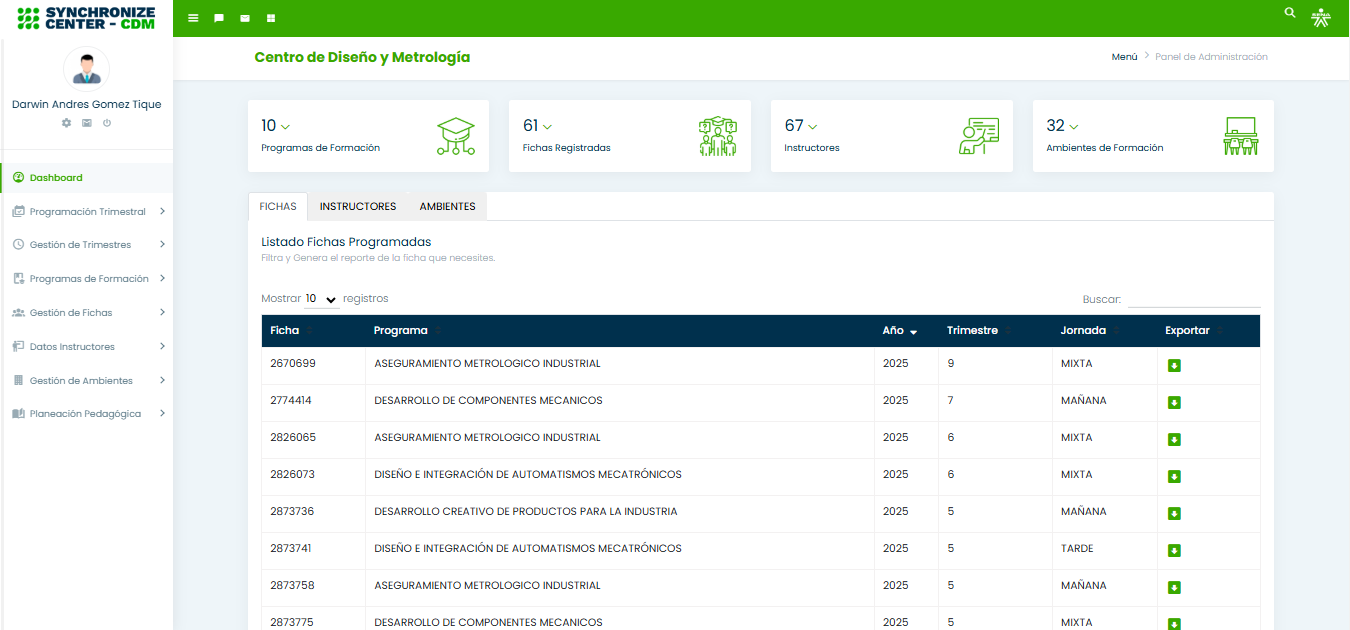 SYNCHRONIZE
CENTER - CDM
SENA
Centro de Diseño y Metrología
Menú > Panel de Administración
Darwin Andres Gomez Tique
Dashboard
Programación Trimestral
Gestión de Trimestres
Programas de Formación
Gestión de Fichas
Datos Instructores
Gestión de Ambientes
Planeación Pedagógica
10
Programas de Formación
61
Fichas Registradas
67
Instructores
32
Ambientes de Formación
FICHAS INSTRUCTORES AMBIENTES
Listado Fichas Programadas
Filtra y Genera el reporte de la ficha que necesites.
Mostrar 10 registros Buscar:
Ficha Programa Año Trimestre Jornada Exportar
2670699 ASEGURAMIENTO METROLOGICO INDUSTRIAL 2025 9 MIXTA
2774414 DESARROLLO DE COMPONENTES MECANICOS 2025 7 MAÑANA
2826065 ASEGURAMIENTO METROLOGICO INDUSTRIAL 2025 6 MIXTA
2826073 DISEÑO E INTEGRACIÓN DE AUTOMATISMOS MECATRÓNICOS 2025 6 MIXTA
2873736 DESARROLLO CREATIVO DE PRODUCTOS PARA LA INDUSTRIA 2025 5 MAÑANA
2873741 DISEÑO E INTEGRACIÓN DE AUTOMATISMOS MECATRÓNICOS 2025 5 TARDE
2873758 ASEGURAMIENTO METROLOGICO INDUSTRIAL 2025 5 MAÑANA
2873775 DESARROLLO DE COMPONENTES MECANICOS 2025 5 MIXTA